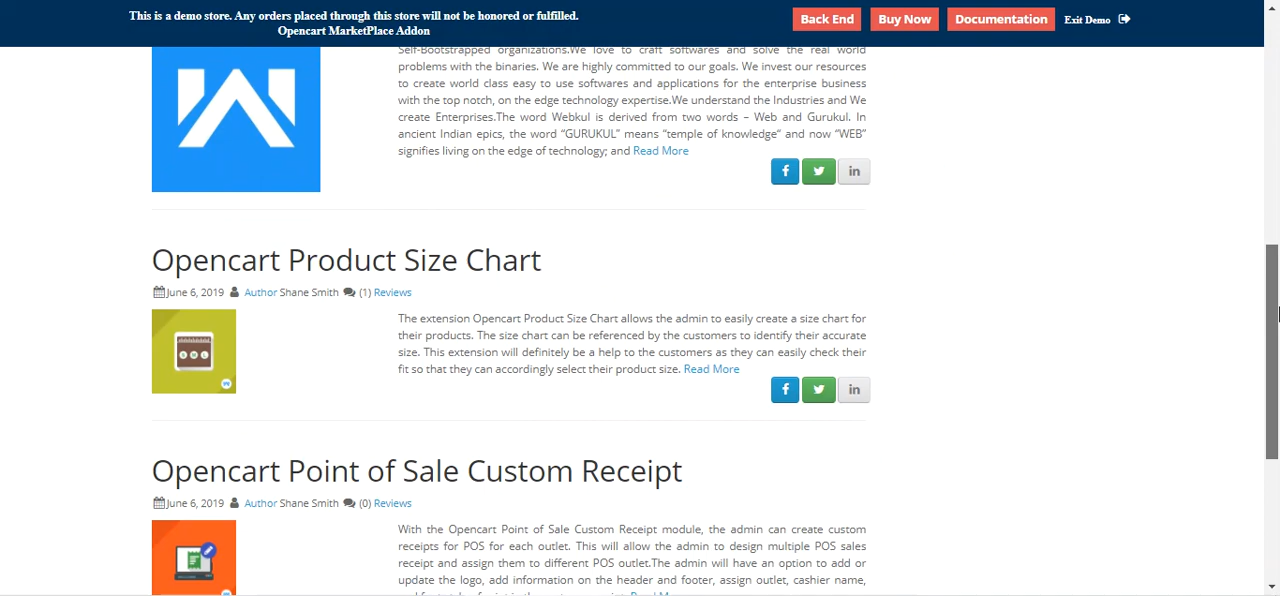 This is a demo store. Any orders placed through this store will not be honored or fulfilled.
Opencart MarketPlace Addon
Back End
Buy Now
Documentation
Exit Demo
Self-Bootstrapped organizations.We love to craft softwares and solve the real world
problems with the binaries. We are highly committed to our goals. We invest our resources
to create world class easy to use softwares and applications for the enterprise business
with the top notch, on the edge technology expertise.We understand the Industries and We
create Enterprises.The word Webkul is derived from two words – Web and Gurukul. In
ancient Indian epics, the word “GURUKUL” means “temple of knowledge” and now “WEB”
signifies living on the edge of technology; and Read More
Opencart Product Size Chart
June 6, 2019 Author Shane Smith (1) Reviews
The extension Opencart Product Size Chart allows the admin to easily create a size chart for
their products. The size chart can be referenced by the customers to identify their accurate
size. This extension will definitely be a help to the customers as they can easily check their
fit so that they can accordingly select their product size. Read More
Opencart Point of Sale Custom Receipt
June 6, 2019 Author Shane Smith (0) Reviews
With the Opencart Point of Sale Custom Receipt module, the admin can create custom
receipts for POS for each outlet. This will allow the admin to design multiple POS sales
receipt and assign them to different POS outlet.The admin will have an option to add or
update the logo, add information on the header and footer, assign outlet, cashier name,